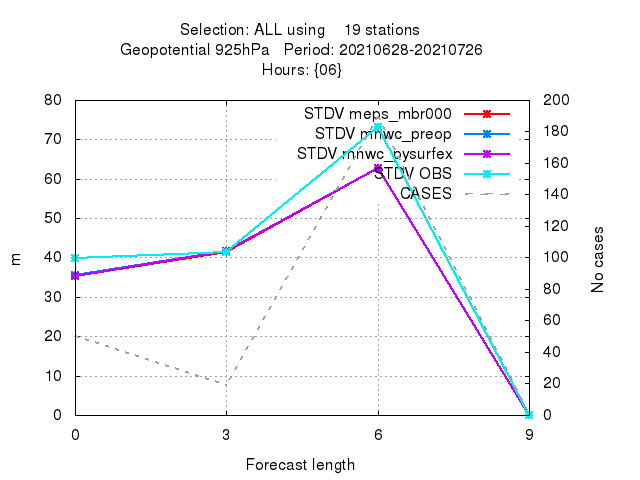 Selection: ALL using    19 stations
Geopotential 925hPa   Period: 20210628-20210726
Hours: {06}
80 200
STDV meps_mbr000
70 180
STDV mnwc_preop
160
STDV mnwc_bysurfex
60
STDV OBS
140
CASES
50 120
No cases
m
40 100
30 80
60
20 40
10 20
0 0
0 3 6 9
Forecast length